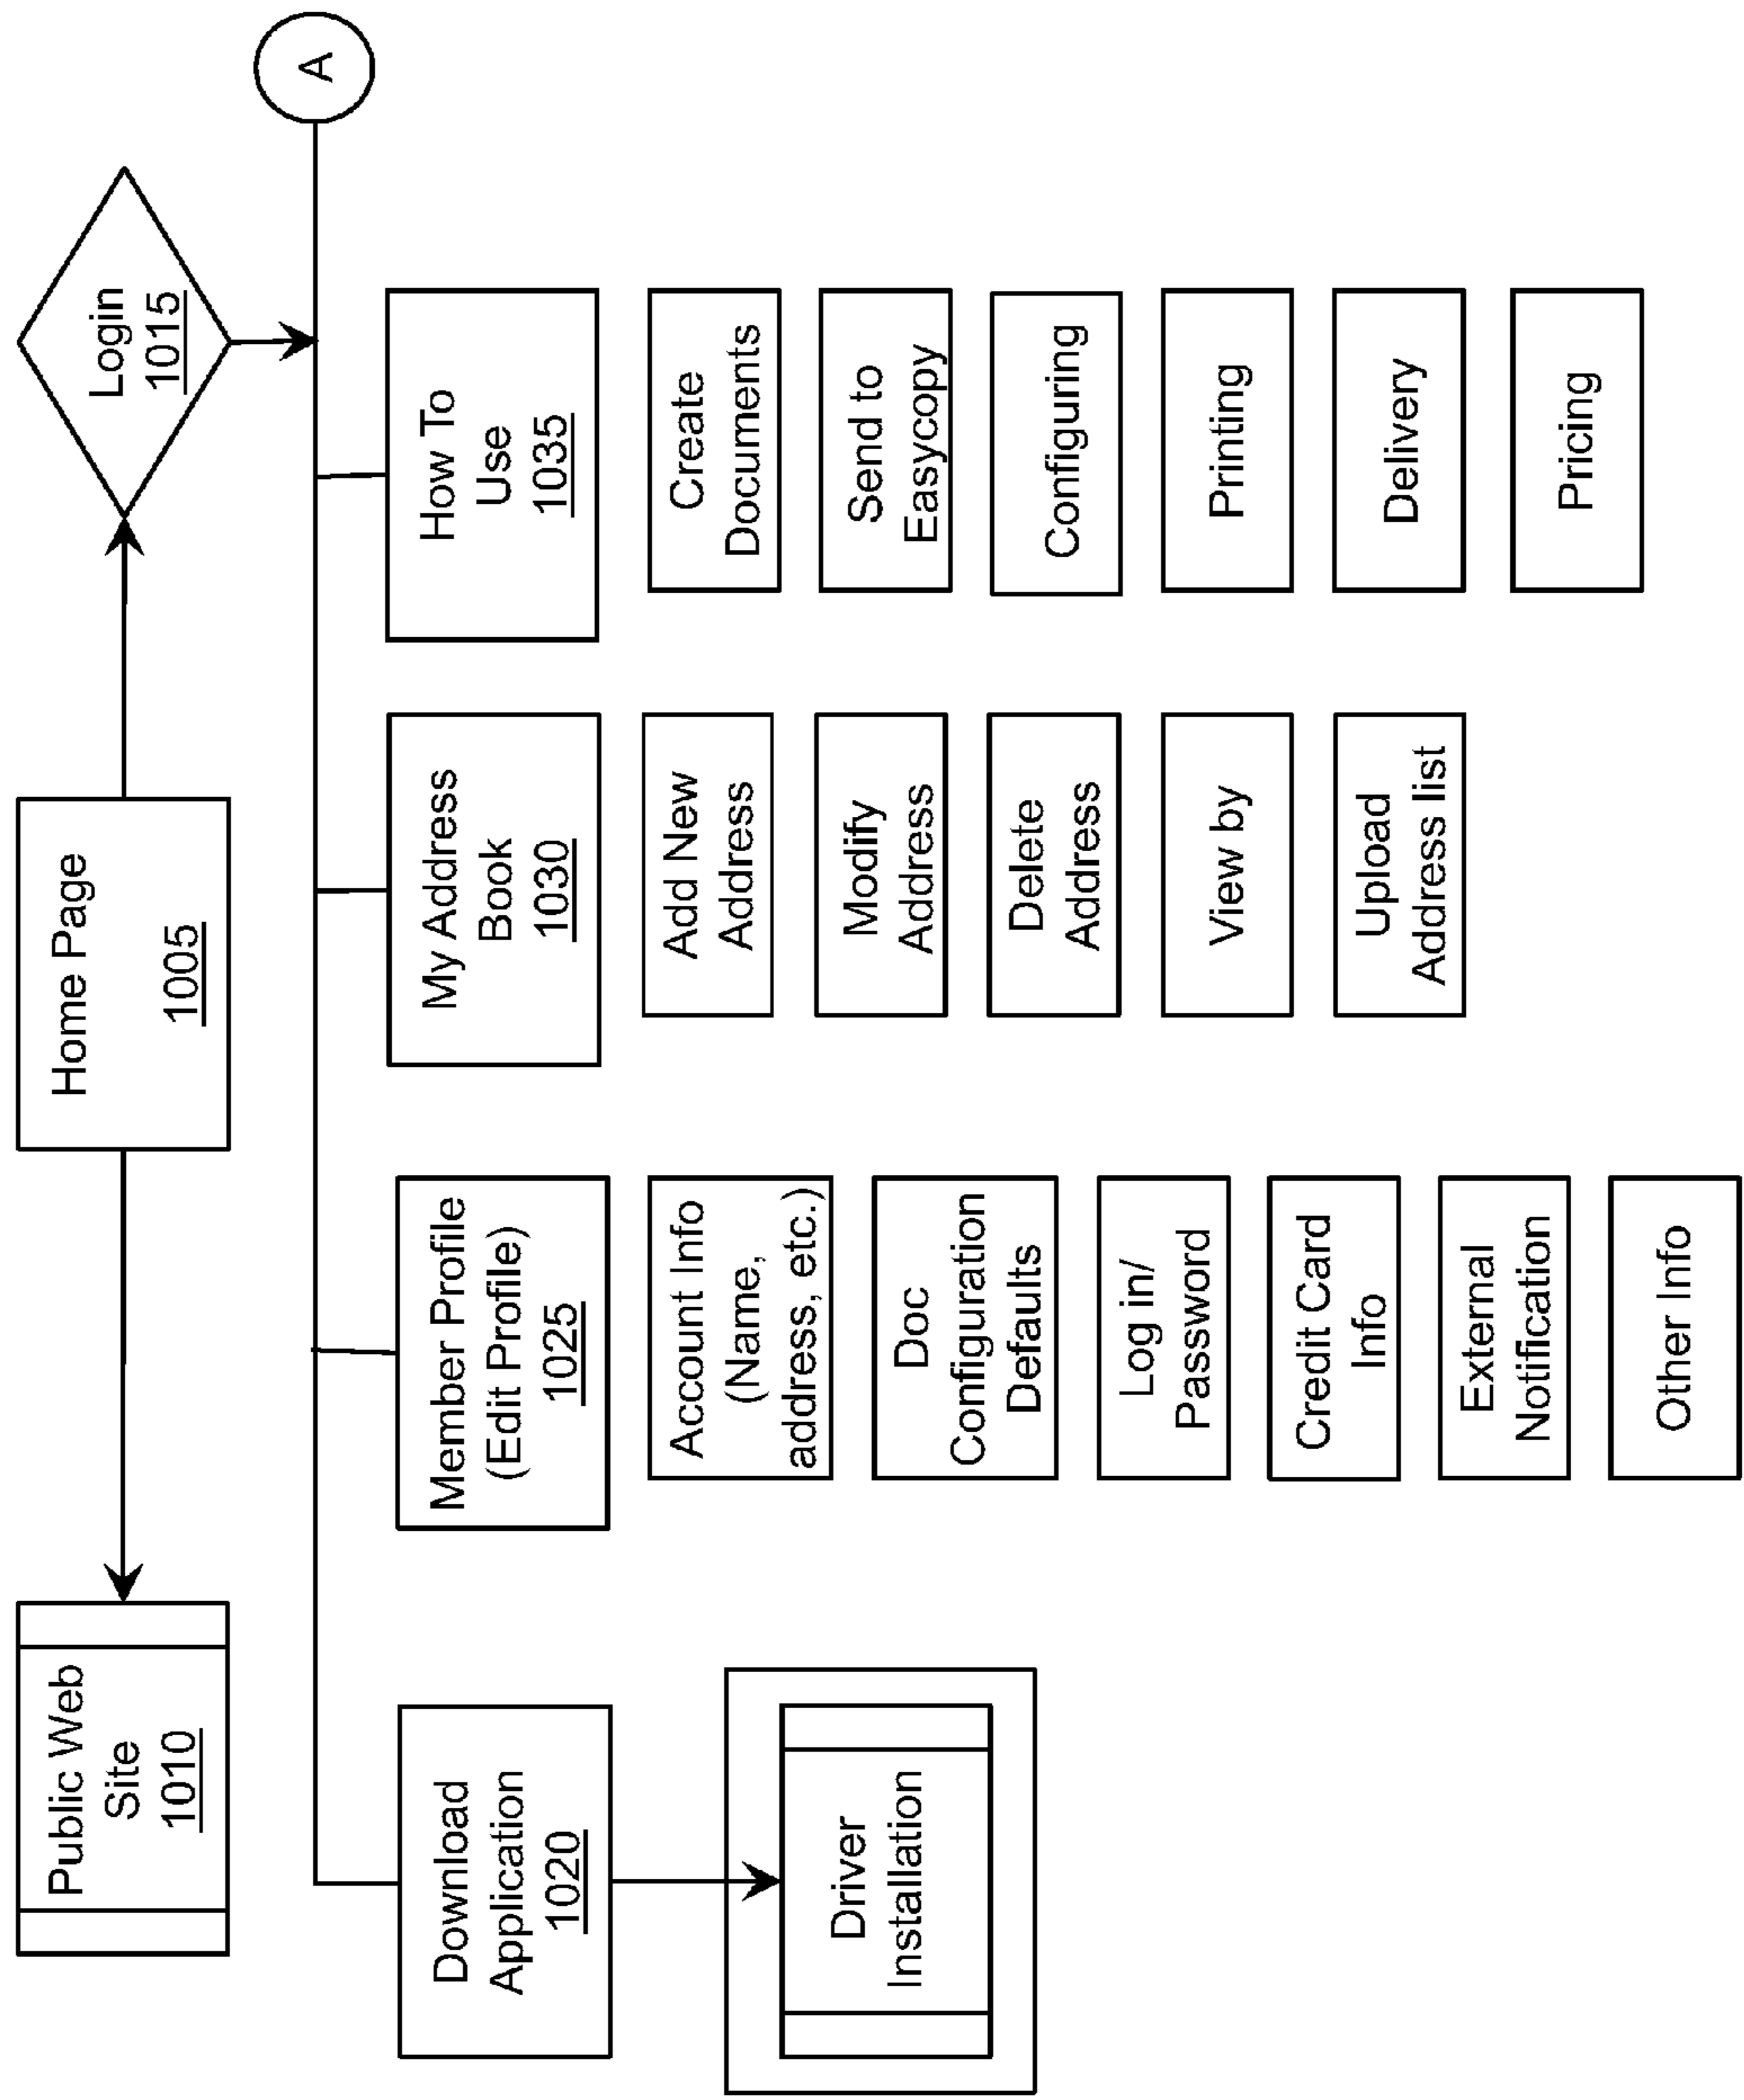 Public Web
Site
1010
Home Page
1005
Login
1015
A
Download
Application
1020
Driver
Installation
Member Profile
(Edit Profile)
1025
Account Info
(Name,
address, etc.)
Doc
Configuration
Defaults
Log in/
Password
Credit Card
Info
External
Notification
Other Info
My Address
Book
1030
Add New
Address
Modify
Address
Delete
Address
View by
Upload
Address list
How To
Use
1035
Create
Documents
Send to
Easycopy
Configuring
Printing
Delivery
Pricing